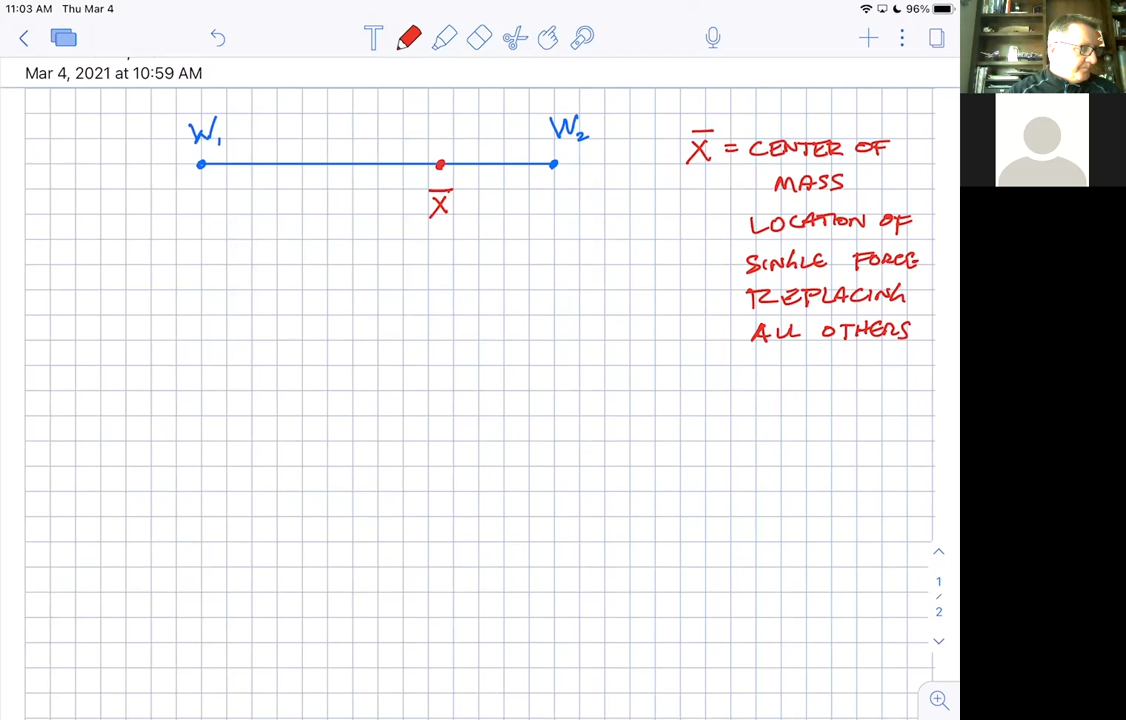 11:03 AM Thu Mar 4
96%
T
Mar 4, 2021 at 10:59 AM
W1
W2
X̄
X̄ = CENTER OF
MASS
LOCATION OF
SINGLE FORCE
REPLACING
ALL OTHERS
1
/
2